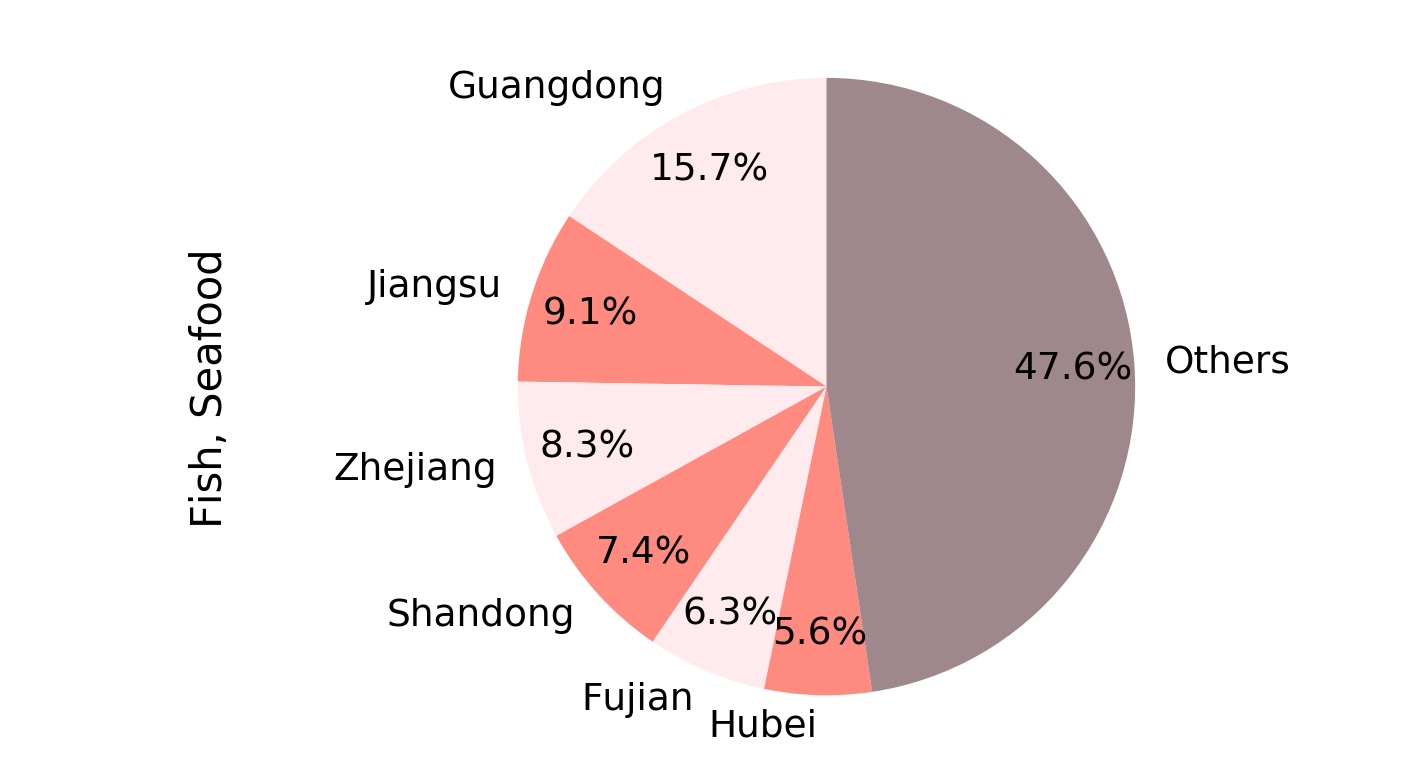 Guangdong
15.7%
Jiangsu
9.1%
Zhejiang
8.3%
Shandong
7.4%
Fujian
6.3%
Hubei
5.6%
Others
47.6%
Fish, Seafood